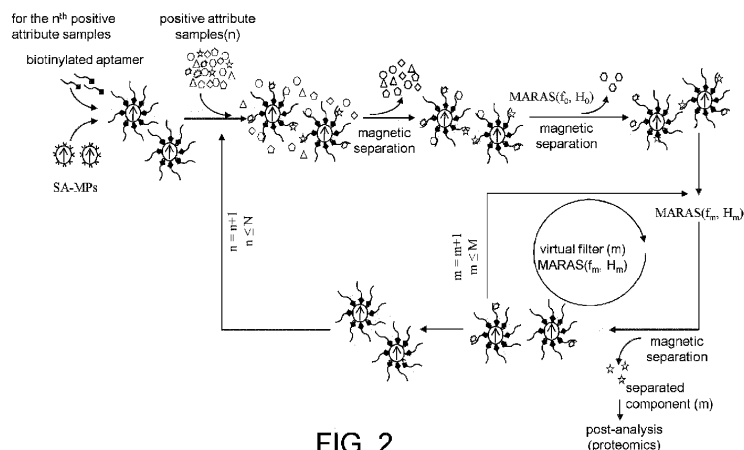 for the nth positive
attribute samples
biotinylated aptamer
SA-MPs
positive attribute
samples(n)
magnetic
separation
MARAS(f0, H0)
magnetic
separation
MARAS(fm, Hm)
n = n+1
n ≤ N
m = m+1
m ≤ M
virtual filter (m)
MARAS(fm, Hm)
magnetic
separation
separated
component (m)
post-analysis
(proteomics)
FIG. 2